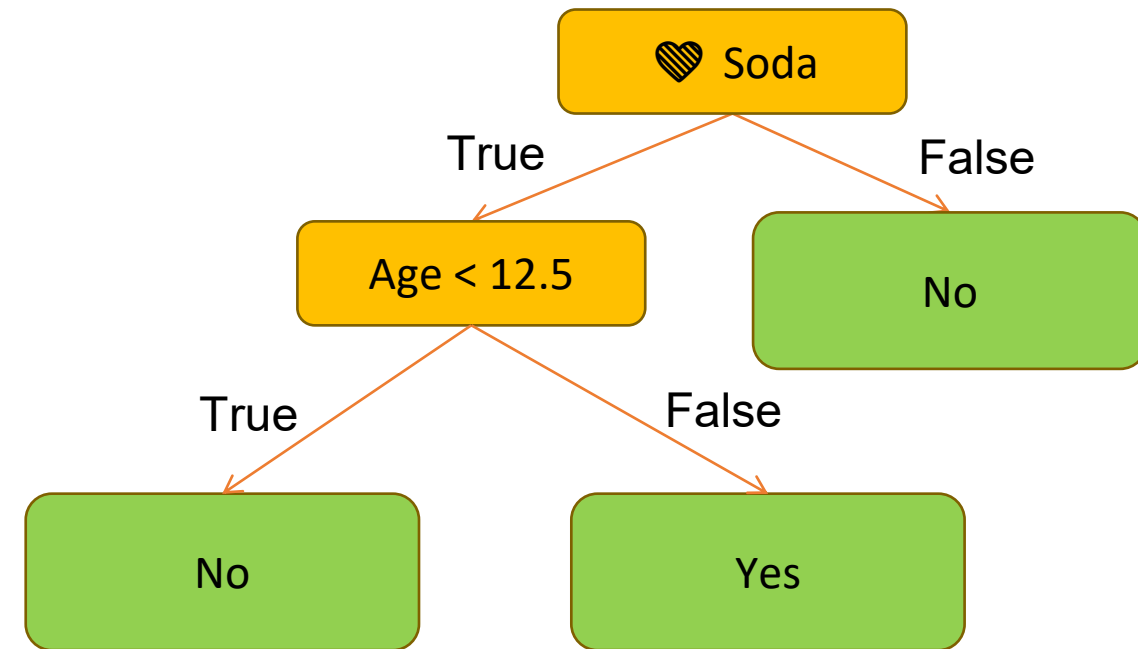 Soda
True
False
Age < 12.5
No
True
False
No
Yes